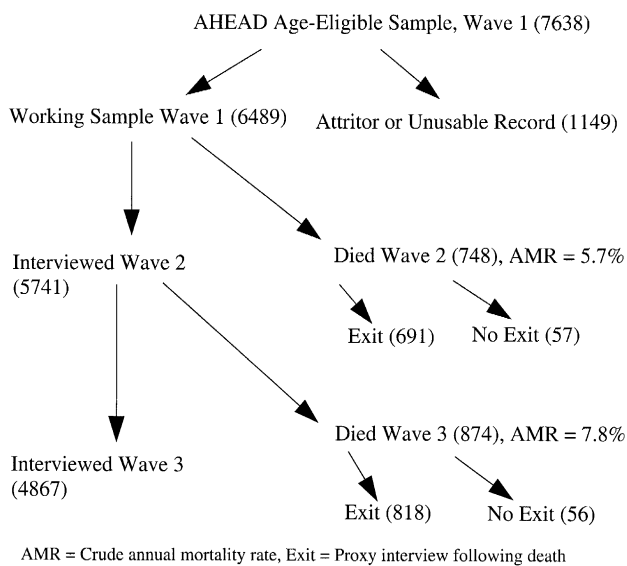 AHEAD Age-Eligible Sample, Wave 1 (7638)
Working Sample Wave 1 (6489)
Attritor or Unusable Record (1149)
Interviewed Wave 2
(5741)
Died Wave 2 (748), AMR = 5.7%
Exit (691)
No Exit (57)
Interviewed Wave 3
(4867)
Died Wave 3 (874), AMR = 7.8%
Exit (818)
No Exit (56)
AMR = Crude annual mortality rate, Exit = Proxy interview following death